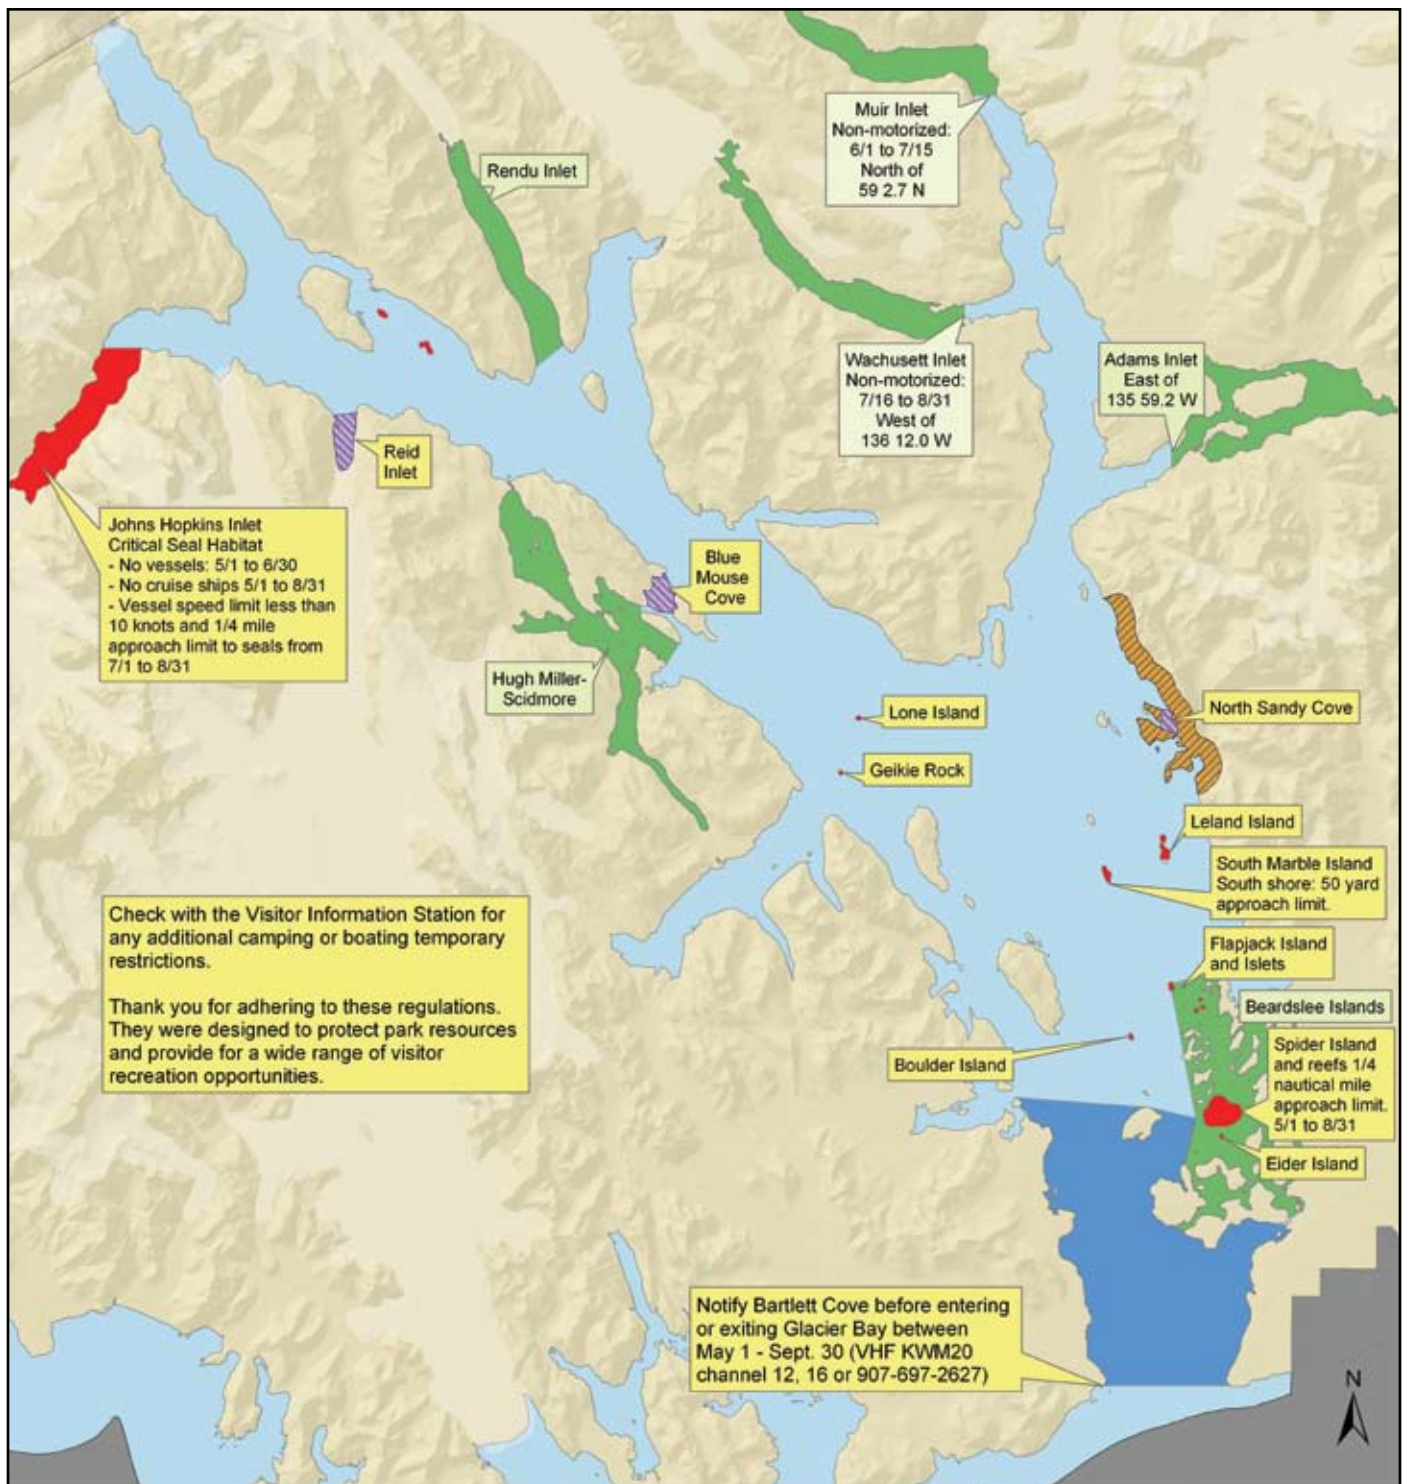 Muir Inlet
Non-motorized:
6/1 to 7/15
North of
59 2.7 N
Rendu Inlet
Wachusett Inlet
Non-motorized:
7/16 to 8/31
West of
136 12.0 W
Adams Inlet
East of
135 59.2 W
Reid
Inlet
Johns Hopkins Inlet
Critical Seal Habitat
- No vessels: 5/1 to 6/30
- No cruise ships 5/1 to 8/31
- Vessel speed limit less than
10 knots and 1/4 mile
approach limit to seals from
7/1 to 8/31
Blue
Mouse
Cove
Hugh Miller-
Scidmore
Lone Island
North Sandy Cove
Geikie Rock
Leland Island
South Marble Island
South shore: 50 yard
approach limit.
Check with the Visitor Information Station for
any additional camping or boating temporary
restrictions.
Thank you for adhering to these regulations.
They were designed to protect park resources
and provide for a wide range of visitor
recreation opportunities.
Flapjack Island
and Islets
Beardslee Islands
Boulder Island
Spider Island
and reefs 1/4
nautical mile
approach limit.
5/1 to 8/31
Eider Island
Notify Bartlett Cove before entering
or exiting Glacier Bay between
May 1 - Sept. 30 (VHF KWM20
channel 12, 16 or 907-697-2627)
N